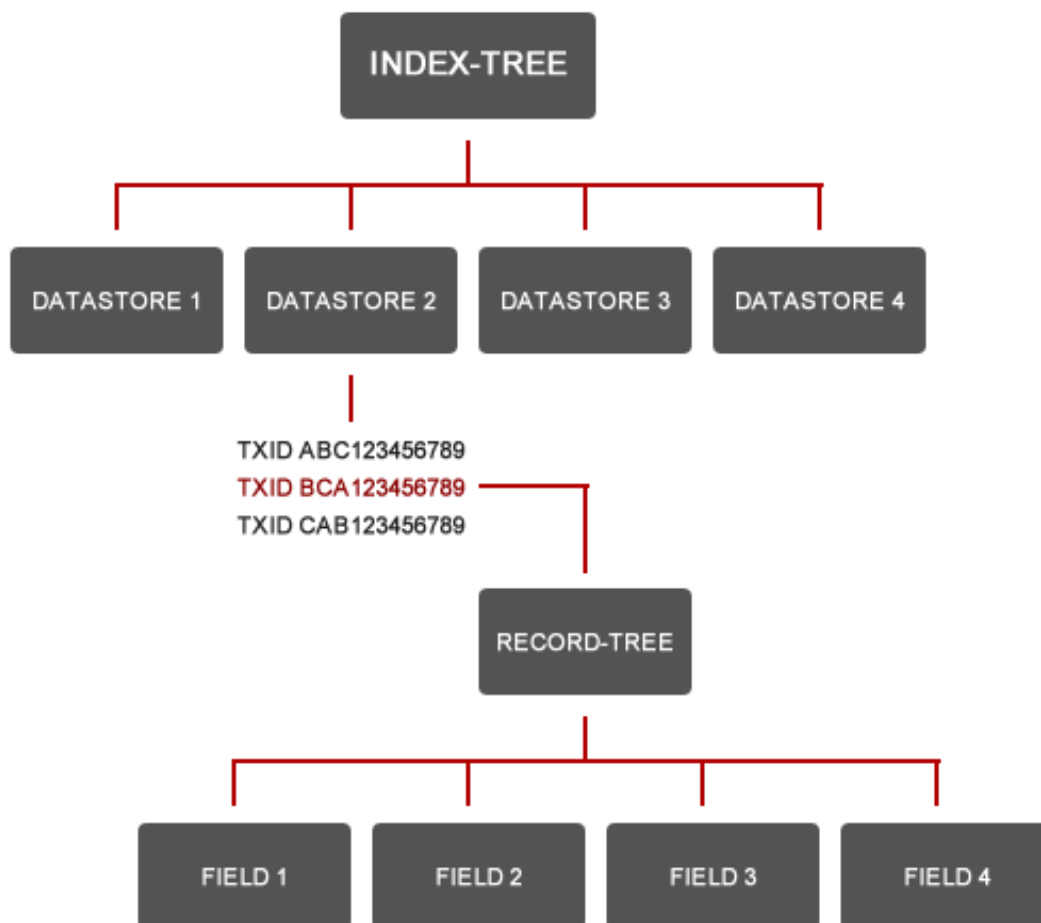 INDEX-TREE
DATASTORE 1
DATASTORE 2
DATASTORE 3
DATASTORE 4
TXID ABC123456789
TXID BCA123456789
TXID CAB123456789
RECORD-TREE
FIELD 1
FIELD 2
FIELD 3
FIELD 4